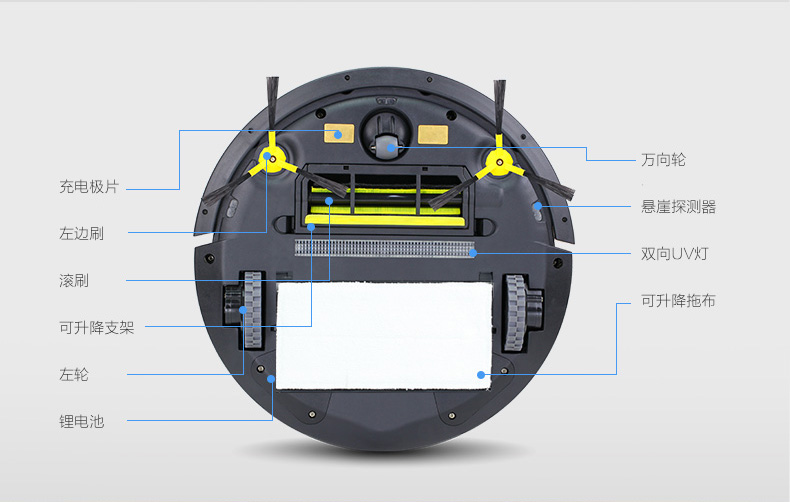 充电极片
左边刷
滚刷
可升降支架
左轮
锂电池
万向轮
悬崖探测器
双向UV灯
可升降拖布